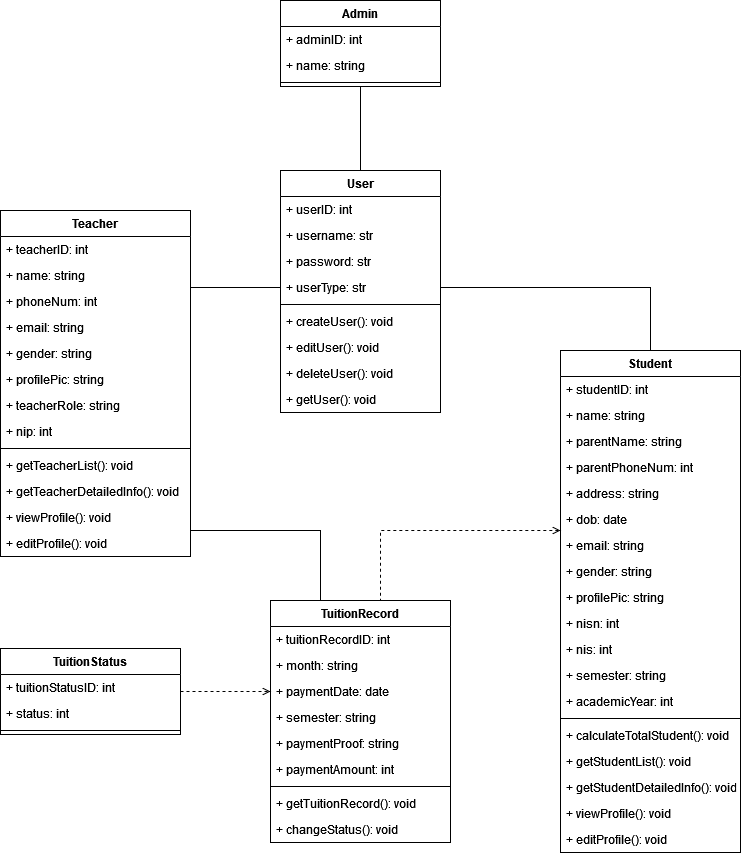 Admin
+ adminID: int
+ name: string
User
+ userID: int
+ username: str
+ password: str
+ userType: str
+ createUser(): void
+ editUser(): void
+ deleteUser(): void
+ getUser(): void
Teacher
+ teacherID: int
+ name: string
+ phoneNum: int
+ email: string
+ gender: string
+ profilePic: string
+ teacherRole: string
+ nip: int
+ getTeacherList(): void
+ getTeacherDetailedInfo(): void
+ viewProfile(): void
+ editProfile(): void
Student
+ studentID: int
+ name: string
+ parentName: string
+ parentPhoneNum: int
+ address: string
+ dob: date
+ email: string
+ gender: string
+ profilePic: string
+ nisn: int
+ nis: int
+ semester: string
+ academicYear: int
+ calculateTotalStudent(): void
+ getStudentList(): void
+ getStudentDetailedInfo(): void
+ viewProfile(): void
+ editProfile(): void
TuitionRecord
+ tuitionRecordID: int
+ month: string
+ paymentDate: date
+ semester: string
+ paymentProof: string
+ paymentAmount: int
+ getTuitionRecord(): void
+ changeStatus(): void
TuitionStatus
+ tuitionStatusID: int
+ status: int